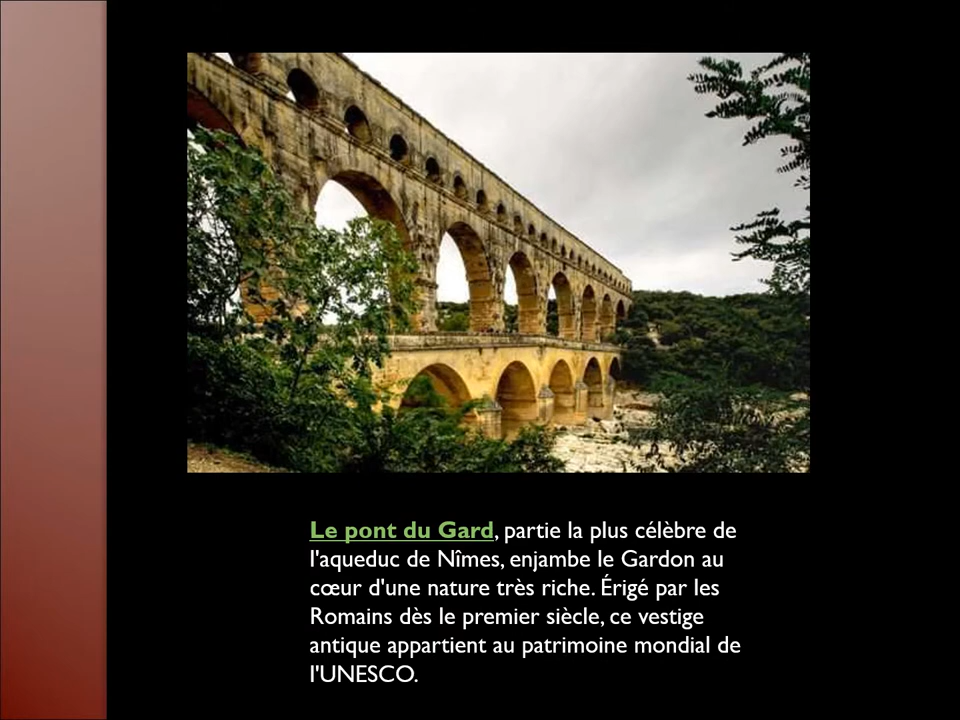 Le pont du Gard, partie la plus célèbre de
l'aqueduc de Nîmes, enjambe le Gardon au
cœur d'une nature très riche. Érigé par les
Romains dès le premier siècle, ce vestige
antique appartient au patrimoine mondial de
l'UNESCO.